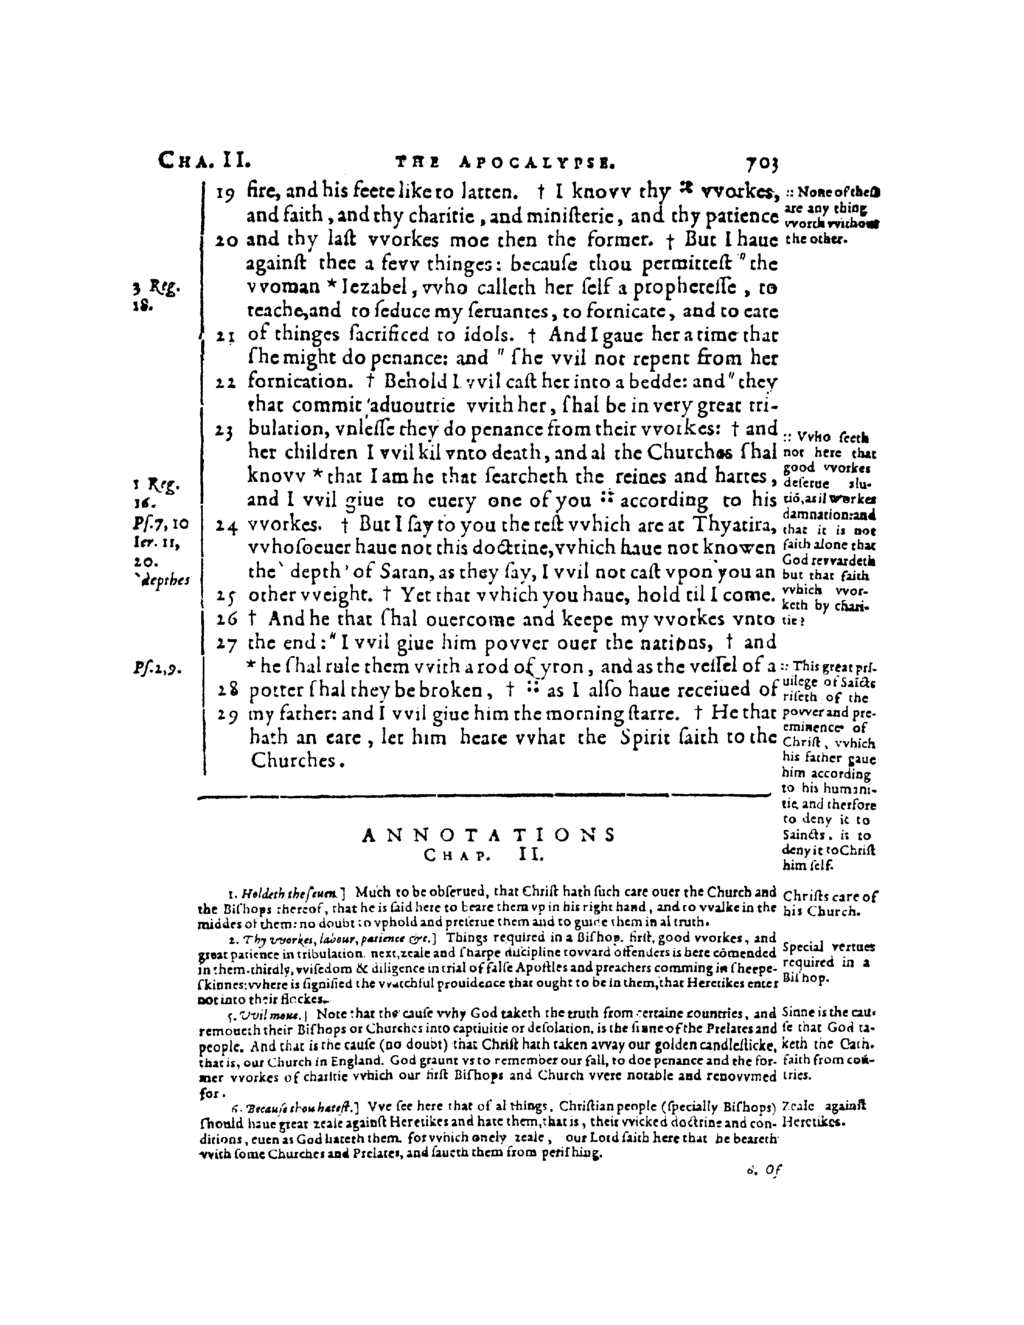 CHA. II. THE APOCALYPSE. 703
19 fire, and his feete like to latten. † I knovv thy ⁑ vvorkes,
and faith, and thy charitie, and miniſterie, and thy patience
20 and thy laſt vvorkes moe then the former. † But I haue
againſt thee a fevv thinges: becauſe thou permitteſt " the
vvoman * Iezabel, vvho calleth her ſelf a propheteſſe, to
teache, and to ſeduce my ſeruantes, to fornicate, and to eate
21 of thinges ſacrificed to idols. † And I gaue her a time that
ſhe might do penance: and " ſhe vvil not repent from her
22 fornication. † Behold I vvil caſt her into a bedde: and " they
that commit 'aduoutrie vvith her, ſhal be in very great tri-
23 bulation, vnleſſe they do penance from their vvorkes: † and
her children I vvil kil vnto death, and al the Churches ſhal
knovv * that I am he that ſearcheth the reines and hartes,
and I vvil giue to euery one of you ⁘ according to his
24 vvorkes. † But I ſay to you the reſt vvhich are at Thyatira,
vvhoſoeuer haue not this doctrine, vvhich haue not knowen
the ' depth ' of Satan, as they ſay, I vvil not caſt vpon you an
25 other vveight. † Yet that vvhich you haue, hold til I come.
26 † And he that ſhal ouercome and keepe my vvorkes vnto
27 the end: " I vvil giue him povver ouer the nations, † and
* he ſhal rule them vvith a rod of yron, and as the veſſel of a
28 potter ſhal they be broken, † ⁘ as I alſo haue receiued of
29 my father: and I vvil giue him the morning ſtarre. † He that
hath an eare, let him heare vvhat the Spirit ſaith to the
Churches.
3 Reg.
18.
1 Reg.
16.
Pſ. 7, 10
Ier. 11,
20.
'depthes
Pſ. 2, 9.
:: None of theſe
are any thing
vvorth vvithout
the other.
:: Vvho ſeeth
not here that
good vvorkes
deſerue ſalu-
tiō, as il workes
damnation: and
that it is not
faith alone that
God revvardeth
but that faith
vvhich vvor-
keth by chari-
tie?
:: This great pri-
uilege of Saīcts
riſeth of the
povver and pre-
eminence of
Chriſt, vvhich
his father gaue
him according
to his humani-
tie, and therfore
to deny it to
Saincts, is to
deny it to Chriſt
him ſelf.
ANNOTATIONS
CHAP. II.
1. Holdeth the ſeuen.] Much to be obſerued, that Chriſt hath ſuch care ouer the Church and
the Biſhops thereof, that he is ſaid here to beare them vp in his right hand, and to vvalke in the
middes of them: no doubt to vphold and preſerue them and to guide them in al truth.
Chriſts care of
his Church.
2. Thy vvorkes, labour, patience &c.] Things required in a Biſhop. firſt, good vvorkes, and
great patience in tribulation. next, zeale and ſharpe diſcipline tovvard offenders is here cōmended
in them. thirdly, vviſedom & diligence in trial of falſe Apoſtles and preachers comming in ſheepe-
ſkinnes: vvhere is ſignified the vvatchful prouidence that ought to be in them, that Heretikes enter
not into their flockes.
Special vertues
required in a
Biſhop.
5. Vvil moue.] Note that the cauſe vvhy God taketh the truth from certaine countries, and
remoueth their Biſhops or Churches into captiuitie or deſolation, is the ſinne of the Prelates and
people. And that is the cauſe (no doubt) that Chriſt hath taken avvay our golden candleſticke,
that is, our Church in England. God graunt vs to remember our fall, to doe penance and the for-
mer vvorkes of charitie vvhich our firſt Biſhops and Church vvere notable and renovvmed
for.
Sinne is the cau-
ſe that God ta-
keth the Cath.
faith from coū-
tries.
6. Becauſe thou hateſt.] Vve ſee here that of al things, Chriſtian people (ſpecially Biſhops)
ſhould haue great zeale againſt Heretikes and hate them, that is, their vvicked doctrine and con-
ditions, euen as God hateth them. for vvhich onely zeale, our Lord ſaith here that he beareth
vvith ſome Churches and Prelates, and ſaueth them from periſhing.
Zeale againſt
Heretikes.
6. Of